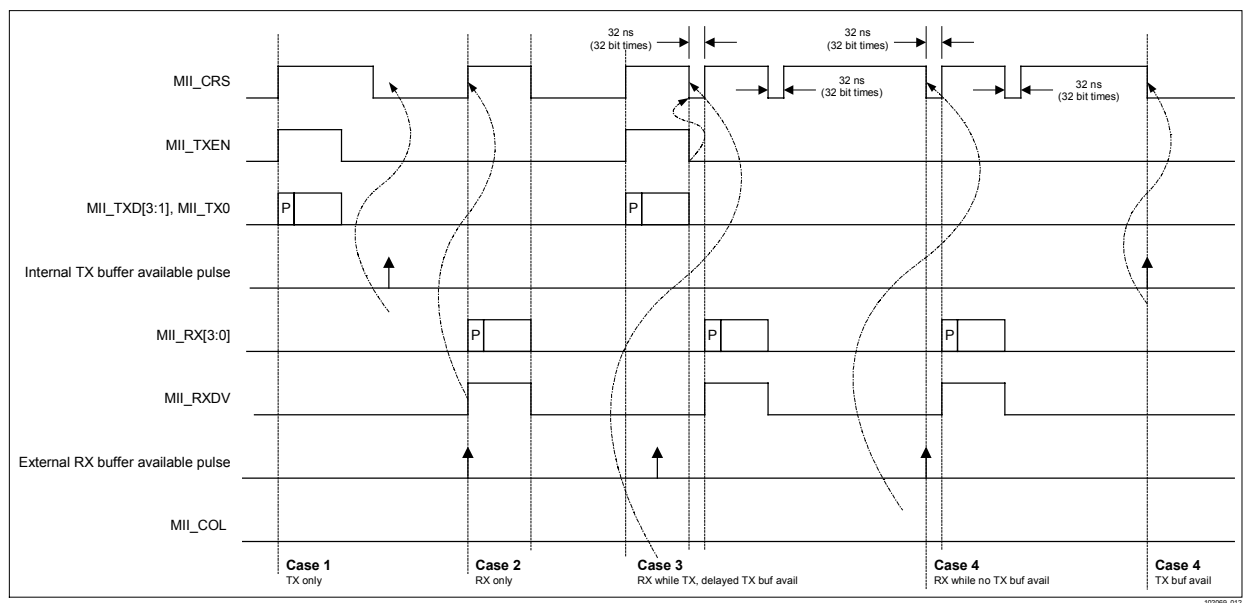 32 ns
(32 bit times)
32 ns
(32 bit times)
MII_CRS
32 ns
(32 bit times)
32 ns
(32 bit times)
MII_TXEN
MII_TXD[3:1], MII_TX0
P
P
Internal TX buffer available pulse
MII_RX[3:0]
P
P
P
MII_RXDV
External RX buffer available pulse
MII_COL
Case 1
TX only
Case 2
RX only
Case 3
RX while TX, delayed TX buf avail
Case 4
RX while no TX buf avail
Case 4
TX buf avail
102069_012